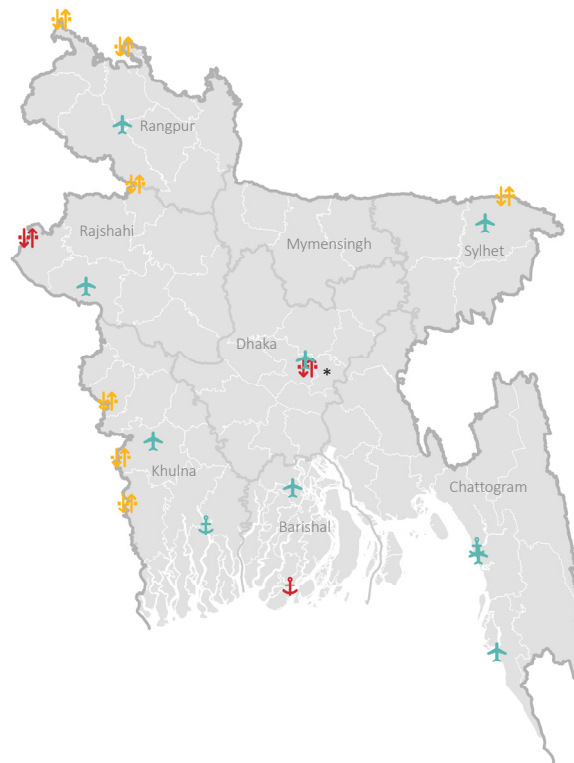 Rangpur
Rajshahi
Mymensingh
Sylhet
Dhaka
*
Khulna
Chattogram
Barishal